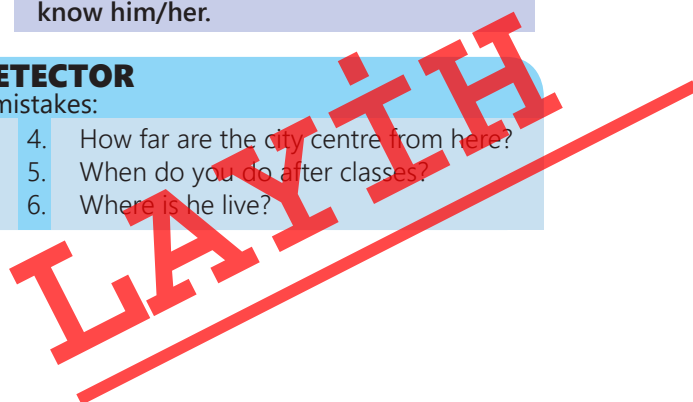 know him/her.
ETECTOR
mistakes:
4. How far are the city centre from here?
5. When do you do after classes?
6. Where is he live?
LAYİH